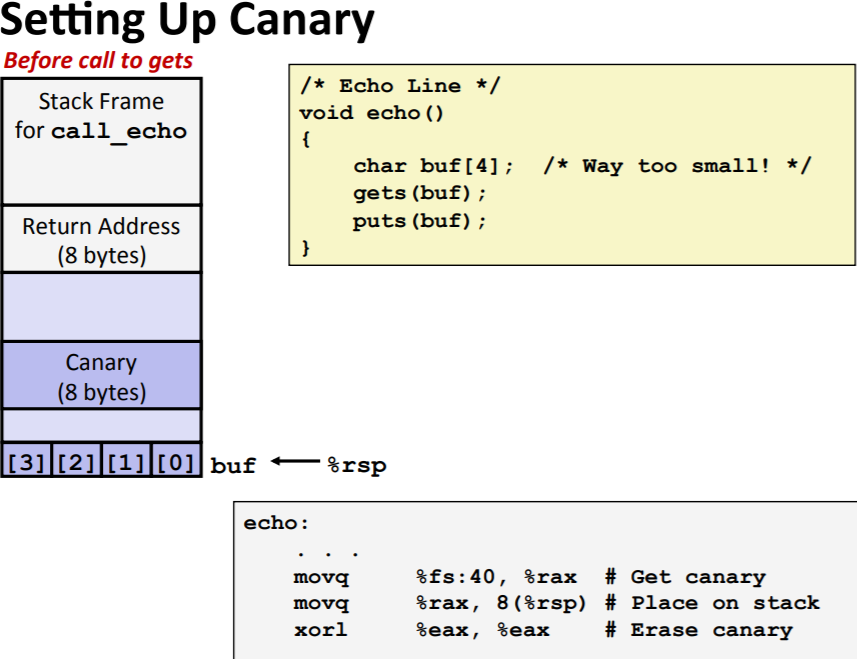 Setting Up Canary
Before call to gets
Stack Frame
for call_echo
Return Address
(8 bytes)
Canary
(8 bytes)
[3] [2] [1] [0] buf %rsp
/* Echo Line */
void echo()
{
    char buf[4];  /* Way too small! */
    gets(buf);
    puts(buf);
}
echo:
    . . .
    movq    %fs:40, %rax  # Get canary
    movq    %rax, 8(%rsp) # Place on stack
    xorl    %eax, %eax    # Erase canary